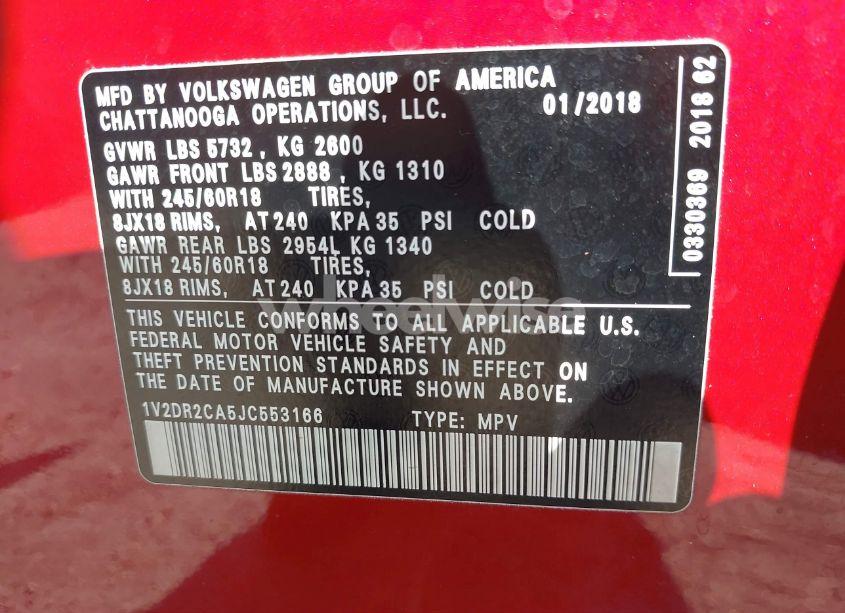 MFD BY VOLKSWAGEN GROUP OF AMERICA
CHATTANOOGA OPERATIONS, LLC. 01/2018
GVWR LBS 5732, KG 2600
GAWR FRONT LBS 2888, KG 1310
WITH 245/60R18 TIRES,
8JX18 RIMS, AT 240 KPA 35 PSI COLD
GAWR REAR LBS 2954L KG 1340
WITH 245/60R18 TIRES,
8JX18 RIMS, AT 240 KPA 35 PSI COLD
THIS VEHICLE CONFORMS TO ALL APPLICABLE U.S.
FEDERAL MOTOR VEHICLE SAFETY AND
THEFT PREVENTION STANDARDS IN EFFECT ON
THE DATE OF MANUFACTURE SHOWN ABOVE.
1V2DR2CA5JC553166 TYPE: MPV
0330369 2018 62
wheelwise